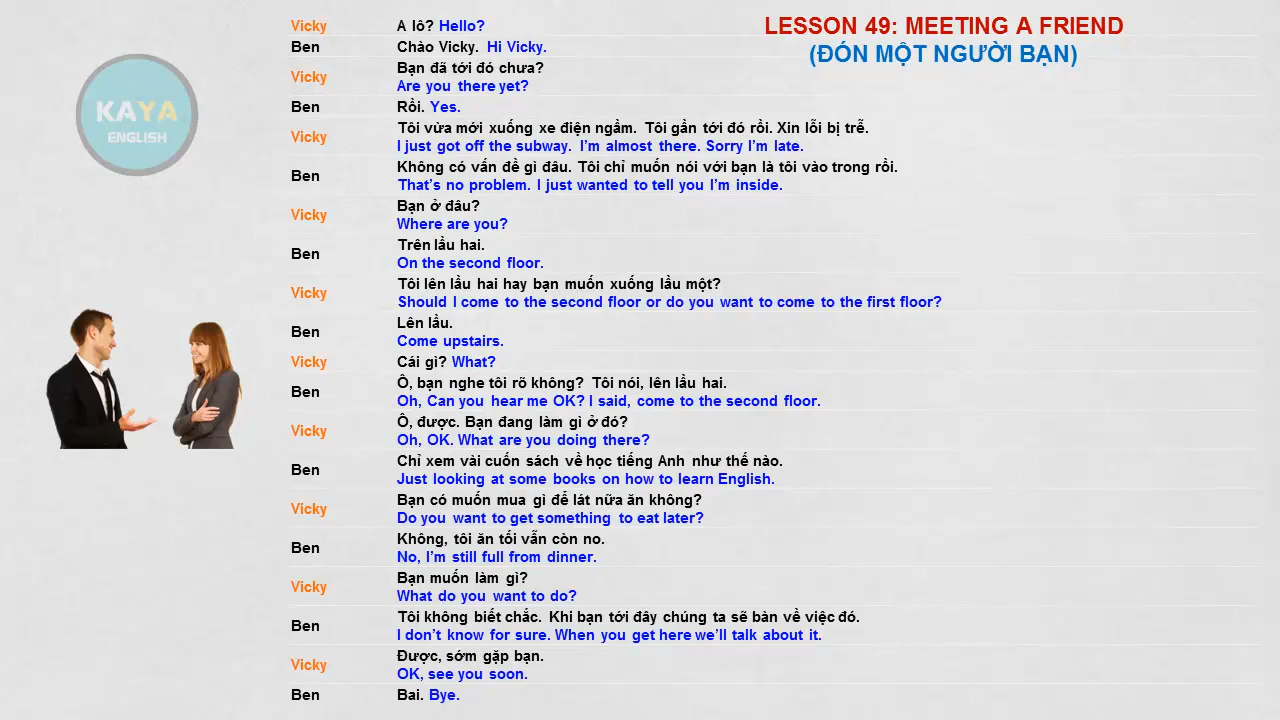 LESSON 49: MEETING A FRIEND
(ĐÓN MỘT NGƯỜI BẠN)
KAYA
ENGLISH
Vicky A lô? Hello?
Ben Chào Vicky. Hi Vicky.
Vicky Bạn đã tới đó chưa?
Are you there yet?
Ben Rồi. Yes.
Vicky Tôi vừa mới xuống xe điện ngầm. Tôi gần tới đó rồi. Xin lỗi bị trễ.
I just got off the subway. I'm almost there. Sorry I'm late.
Ben Không có vấn đề gì đâu. Tôi chỉ muốn nói với bạn là tôi vào trong rồi.
That's no problem. I just wanted to tell you I'm inside.
Vicky Bạn ở đâu?
Where are you?
Ben Trên lầu hai.
On the second floor.
Vicky Tôi lên lầu hai hay bạn muốn xuống lầu một?
Should I come to the second floor or do you want to come to the first floor?
Ben Lên lầu.
Come upstairs.
Vicky Cái gì? What?
Ben Ô, bạn nghe tôi rõ không? Tôi nói, lên lầu hai.
Oh, Can you hear me OK? I said, come to the second floor.
Vicky Ô, được. Bạn đang làm gì ở đó?
Oh, OK. What are you doing there?
Ben Chỉ xem vài cuốn sách về học tiếng Anh như thế nào.
Just looking at some books on how to learn English.
Vicky Bạn có muốn mua gì để lát nữa ăn không?
Do you want to get something to eat later?
Ben Không, tôi ăn tối vẫn còn no.
No, I'm still full from dinner.
Vicky Bạn muốn làm gì?
What do you want to do?
Ben Tôi không biết chắc. Khi bạn tới đây chúng ta sẽ bàn về việc đó.
I don't know for sure. When you get here we'll talk about it.
Vicky Được, sớm gặp bạn.
OK, see you soon.
Ben Bai. Bye.